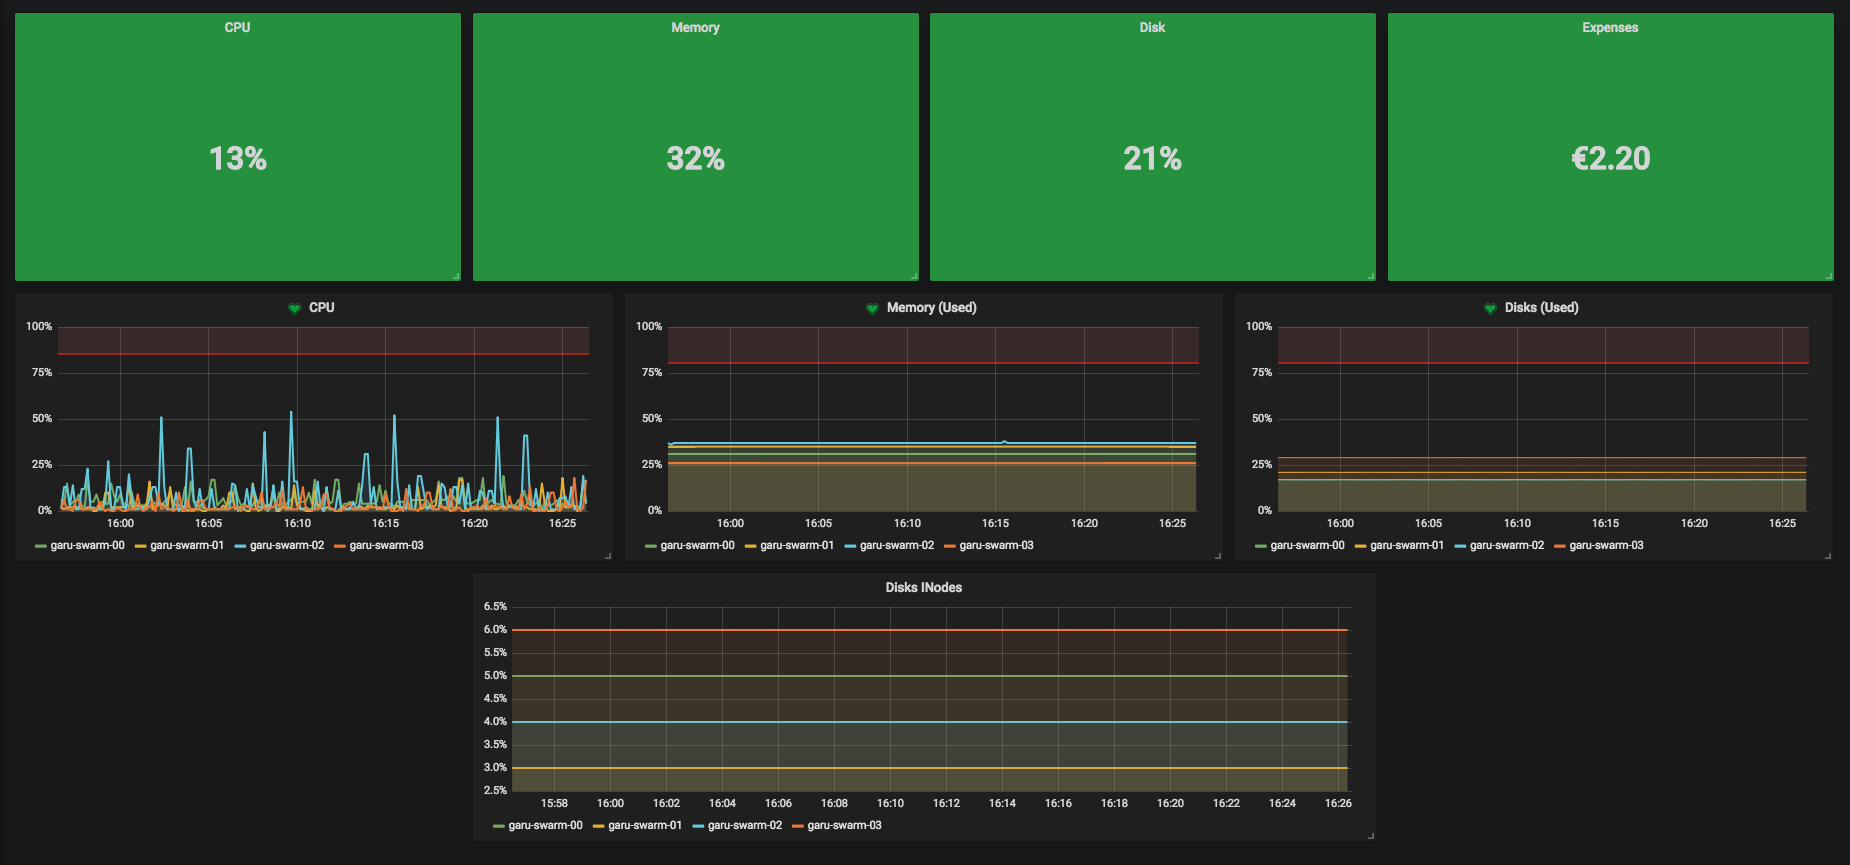 CPU
Memory
Disk
Expenses
13%
32%
21%
€2.20
CPU
100%
75%
50%
25%
0%
16:00 16:05 16:10 16:15 16:20 16:25
garu-swarm-00 garu-swarm-01 garu-swarm-02 garu-swarm-03
Memory (Used)
100%
75%
50%
25%
0%
16:00 16:05 16:10 16:15 16:20 16:25
garu-swarm-00 garu-swarm-01 garu-swarm-02 garu-swarm-03
Disks (Used)
100%
75%
50%
25%
0%
16:00 16:05 16:10 16:15 16:20 16:25
garu-swarm-00 garu-swarm-01 garu-swarm-02 garu-swarm-03
Disks INodes
6.5%
6.0%
5.5%
5.0%
4.5%
4.0%
3.5%
3.0%
2.5%
15:58 16:00 16:02 16:04 16:06 16:08 16:10 16:12 16:14 16:16 16:18 16:20 16:22 16:24 16:26
garu-swarm-00 garu-swarm-01 garu-swarm-02 garu-swarm-03